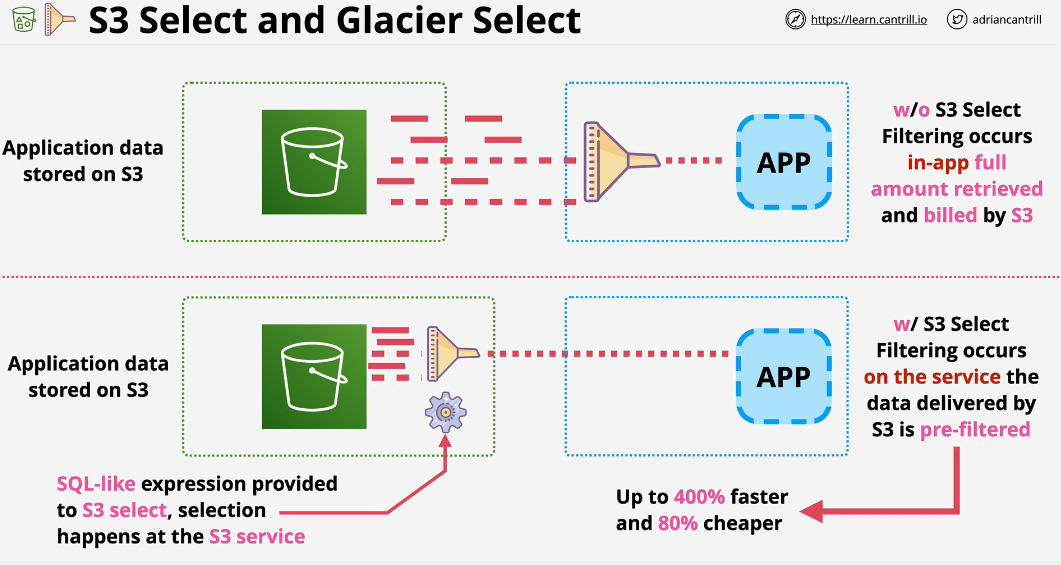 S3 Select and Glacier Select
https://learn.cantrill.io
adriancantrill
Application data
stored on S3
APP
w/o S3 Select
Filtering occurs
in-app full
amount retrieved
and billed by S3
Application data
stored on S3
APP
w/ S3 Select
Filtering occurs
on the service the
data delivered by
S3 is pre-filtered
SQL-like expression provided
to S3 select, selection
happens at the S3 service
Up to 400% faster
and 80% cheaper